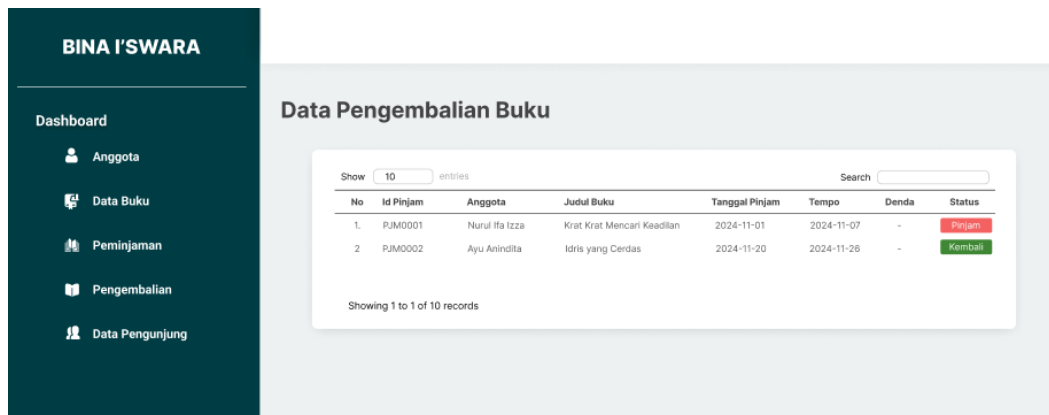 BINA I'SWARA
Dashboard
Anggota
Data Buku
Peminjaman
Pengembalian
Data Pengunjung
Data Pengembalian Buku
Show 10 entries Search
No Id Pinjam Anggota Judul Buku Tanggal Pinjam Tempo Denda Status
1. PJM0001 Nurul Ifa Izza Krat Krat Mencari Keadilan 2024-11-01 2024-11-07 - Pinjam
2 PJM0002 Ayu Anindita Idris yang Cerdas 2024-11-20 2024-11-26 - Kembali
Showing 1 to 1 of 10 records